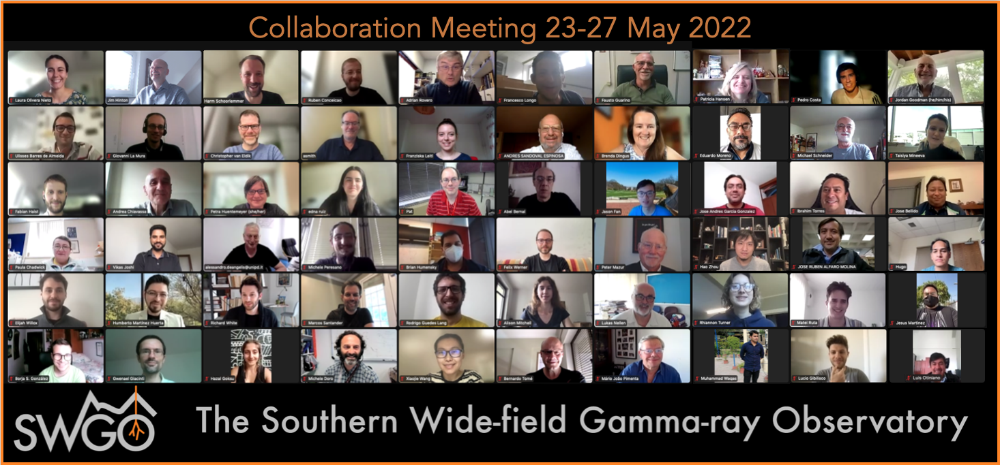 Collaboration Meeting 23-27 May 2022
Laura Olivera Nieto
Jim Hinton
Harm Schoorlemmer
Ruben Conceicao
Adrian Rovero
Francesco Longo
Fausto Guarino
Patricia Hansen
Pedro Costa
Jordan Goodman (he/him/his)
Ulisses Barres de Almeida
Giovanni La Mura
Christopher van Eldik
asmith
Franziska Leitl
ANDRES SANDOVAL ESPINOSA
Brenda Dingus
Eduardo Moreno
Michael Schneider
Taisiya Mineeva
Fabian Haist
Andrea Chiavassa
Petra Huentemeyer (she/her)
edna ruiz
Pat
Abel Bernal
Jason Fan
Jose Andres Garcia Gonzalez
Ibrahim Torres
Jose Bellido
Paula Chadwick
Vikas Joshi
alessandro.deangelis@unipd.it
Michele Peresano
Brian Humensky
Felix Werner
Peter Mazur
Hao Zhou
JOSE RUBEN ALFARO MOLINA
Hugo
Elijah Willox
Humberto Martínez Huerta
Richard White
Marcos Santander
Rodrigo Guedes Lang
Alison Mitchell
Lukas Nellen
Rhiannon Turner
Matei Ruta
Jesus Martinez
Borja S. González
Gwenael Giacinti
Hazal Goksu
Michele Doro
Xiaojie Wang
Bernardo Tomé
Mário João Pimenta
Muhammad Waqas
Lucio Gibilisco
Luis Otiniano
SWGO
The Southern Wide-field Gamma-ray Observatory